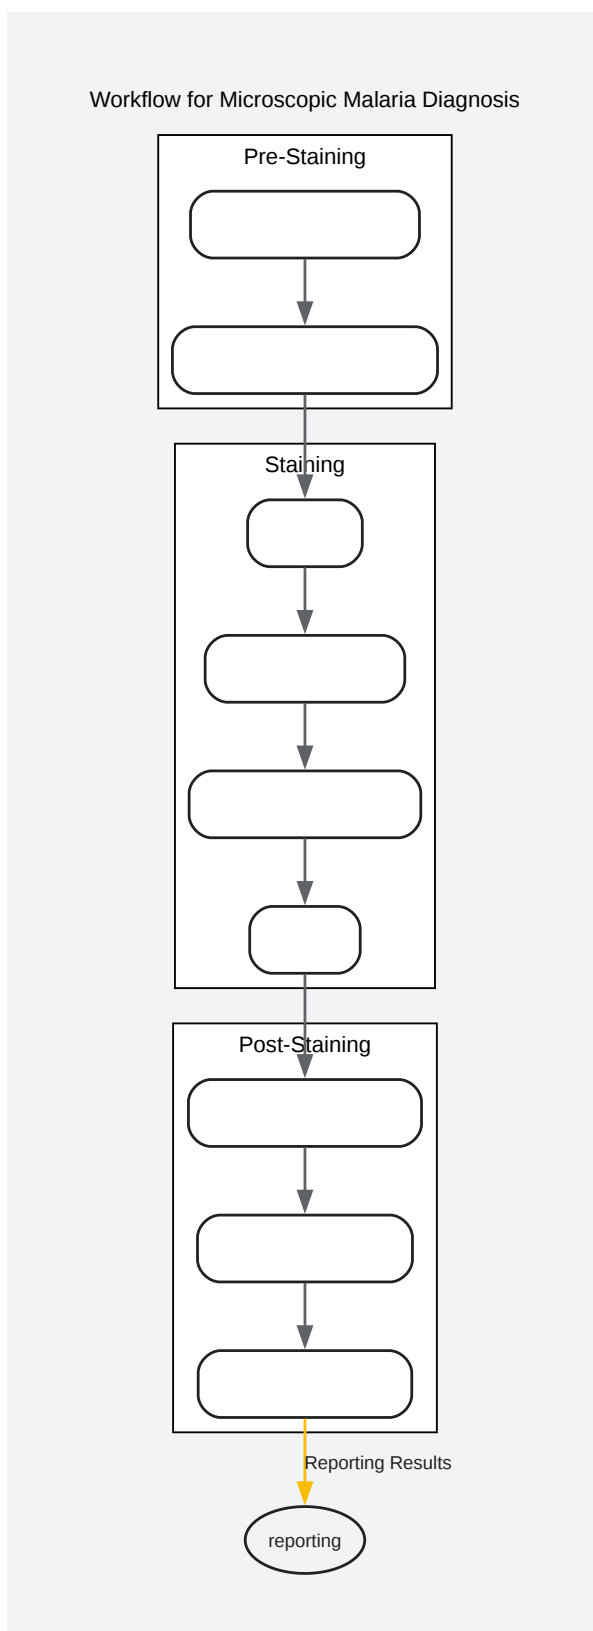 Workflow for Microscopic Malaria Diagnosis
Pre-Staining
Staining
Post-Staining
Reporting Results
reporting